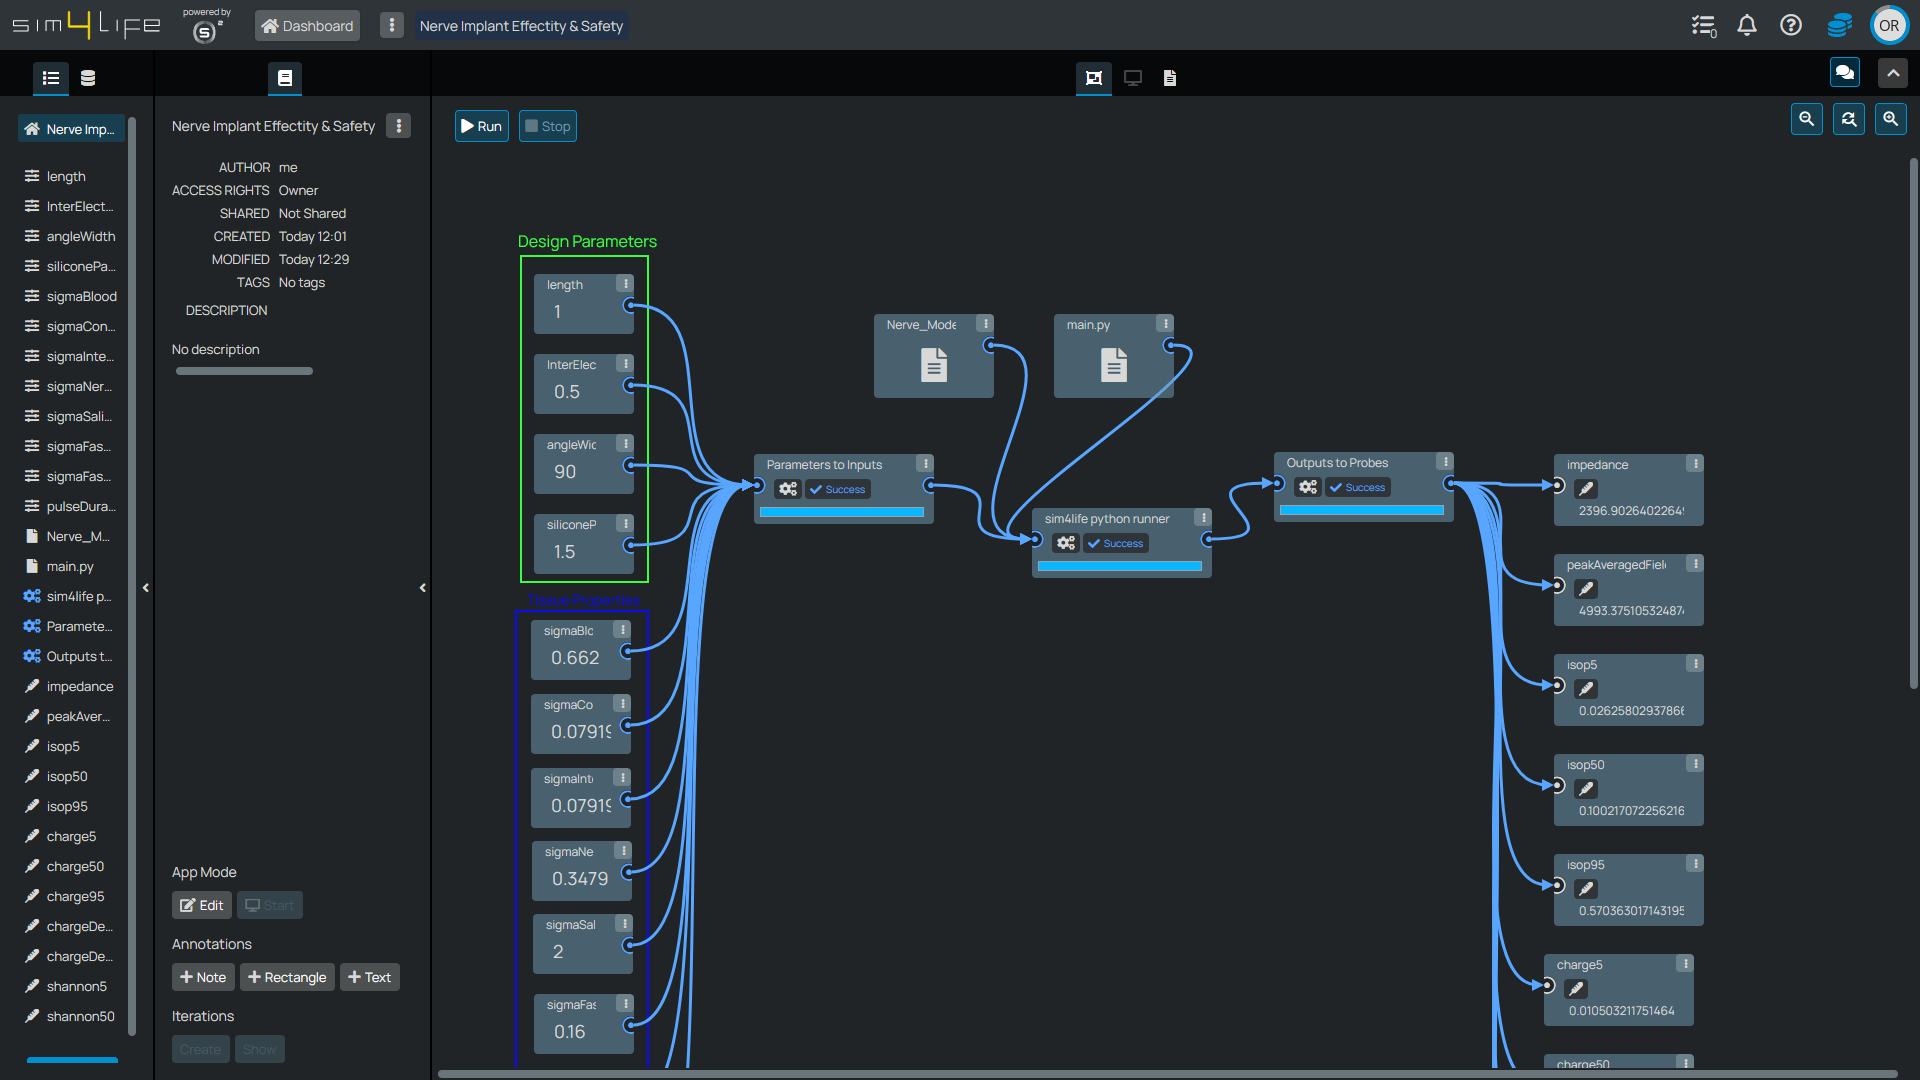 sim4life
powered by
S
Dashboard
Nerve Implant Effectity & Safety
0
OR
Nerve Imp...
length
InterElect...
angleWidth
siliconePa...
sigmaBlood
sigmaCon...
sigmaInte...
sigmaNer...
sigmaSali...
sigmaFas...
sigmaFas...
pulseDura...
Nerve_M...
main.py
sim4life p...
Paramete...
Outputs t...
impedance
peakAver...
isop5
isop50
isop95
charge5
charge50
charge95
chargeDe...
chargeDe...
shannon5
shannon50
Nerve Implant Effectity & Safety
AUTHOR me
ACCESS RIGHTS Owner
SHARED Not Shared
CREATED Today 12:01
MODIFIED Today 12:29
TAGS No tags
DESCRIPTION
No description
App Mode
Edit Start
Annotations
Note Rectangle Text
Iterations
Create Show
Run Stop
Design Parameters
length
1
InterElec
0.5
angleWid
90
siliconeP
1.5
Tissue Properties
sigmaBlo
0.662
sigmaCo
0.07919
sigmaInt
0.07919
sigmaNe
0.3479
sigmaSal
2
sigmaFas
0.16
Nerve_Mode
main.py
Parameters to Inputs
Success
sim4life python runner
Success
Outputs to Probes
Success
impedance
2396.9026402264
peakAveragedFiel
4993.3751053248
isop5
0.0262580293786
isop50
0.100217072256216
isop95
0.570363017143195
charge5
0.010503211751464
charge50